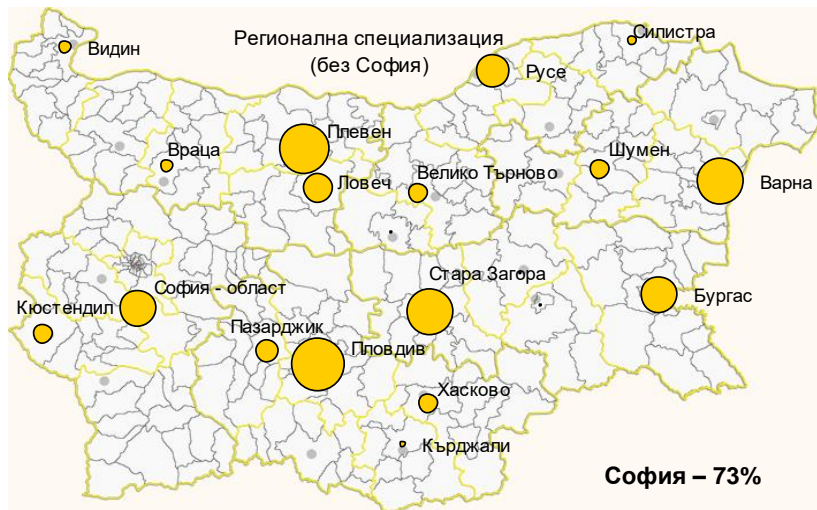 Силистра
Видин
Регионална специализация
(без София)
Русе
Плевен
Враца
Шумен
Велико Търново
Ловеч
Варна
Стара Загора
София - област
Бургас
Кюстендил
Пазарджик
Пловдив
Хасково
Кърджали
София – 73%